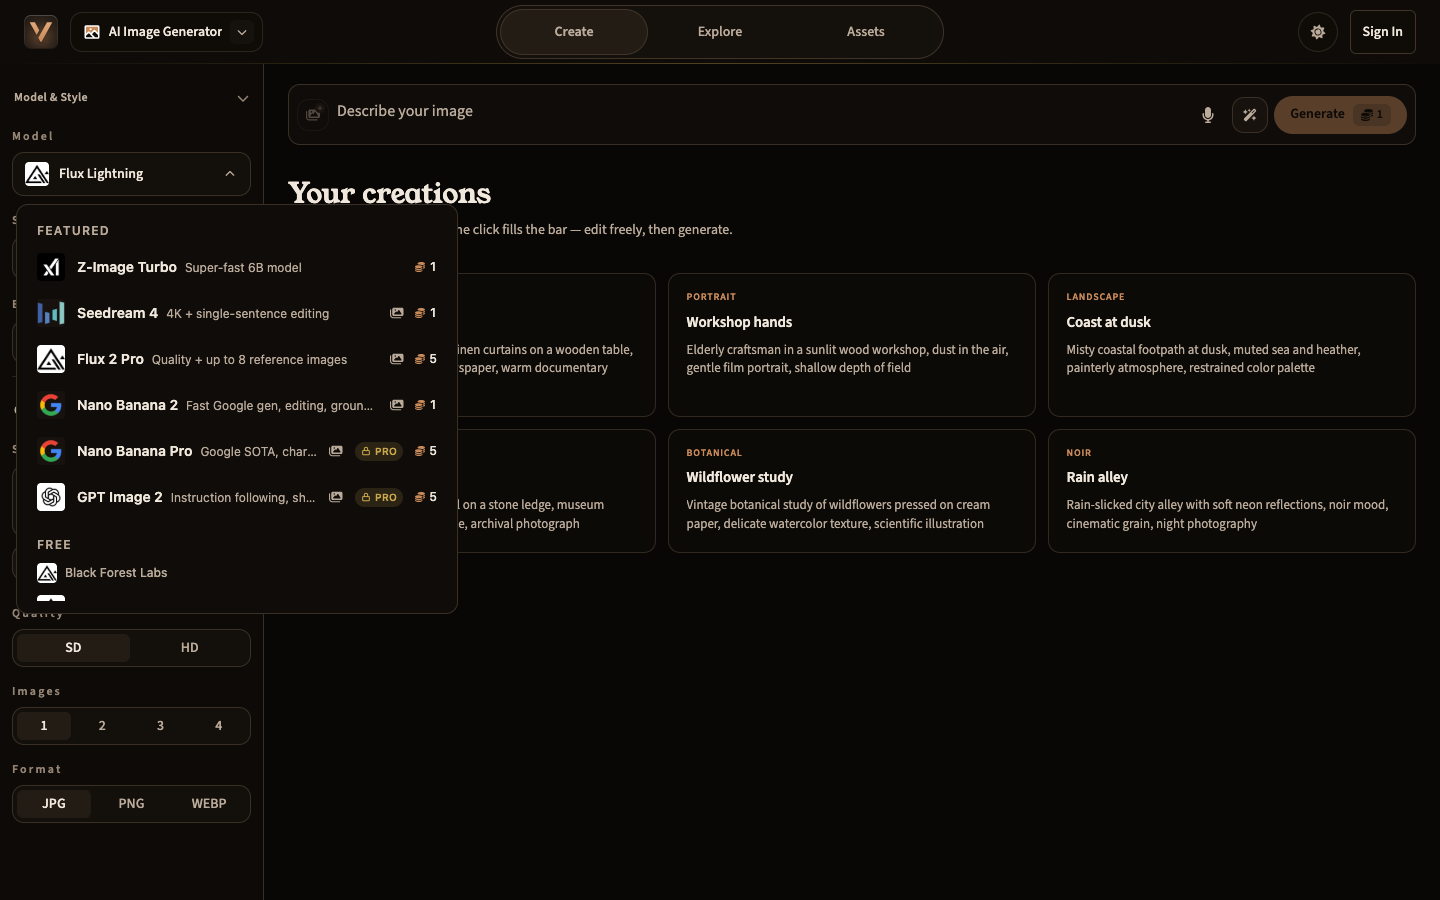 AI Image Generator
Create
Explore
Assets
Sign In
Model & Style
Model
Flux Lightning
Describe your image
Generate
1
Your creations
click fills the bar — edit freely, then generate.
FEATURED
Z-Image Turbo Super-fast 6B model 1
Seedream 4 4K + single-sentence editing 1
Flux 2 Pro Quality + up to 8 reference images 5
Nano Banana 2 Fast Google gen, editing, groun... 1
Nano Banana Pro Google SOTA, char... PRO 5
GPT Image 2 Instruction following, sh... PRO 5
FREE
Black Forest Labs
curtains on a wooden table,
warm documentary
PORTRAIT
Workshop hands
Elderly craftsman in a sunlit wood workshop, dust in the air,
gentle film portrait, shallow depth of field
LANDSCAPE
Coast at dusk
Misty coastal footpath at dusk, muted sea and heather,
painterly atmosphere, restrained color palette
on a stone ledge, museum
archival photograph
BOTANICAL
Wildflower study
Vintage botanical study of wildflowers pressed on cream
paper, delicate watercolor texture, scientific illustration
NOIR
Rain alley
Rain-slicked city alley with soft neon reflections, noir mood,
cinematic grain, night photography
Quality
SD
HD
Images
1
2
3
4
Format
JPG
PNG
WEBP